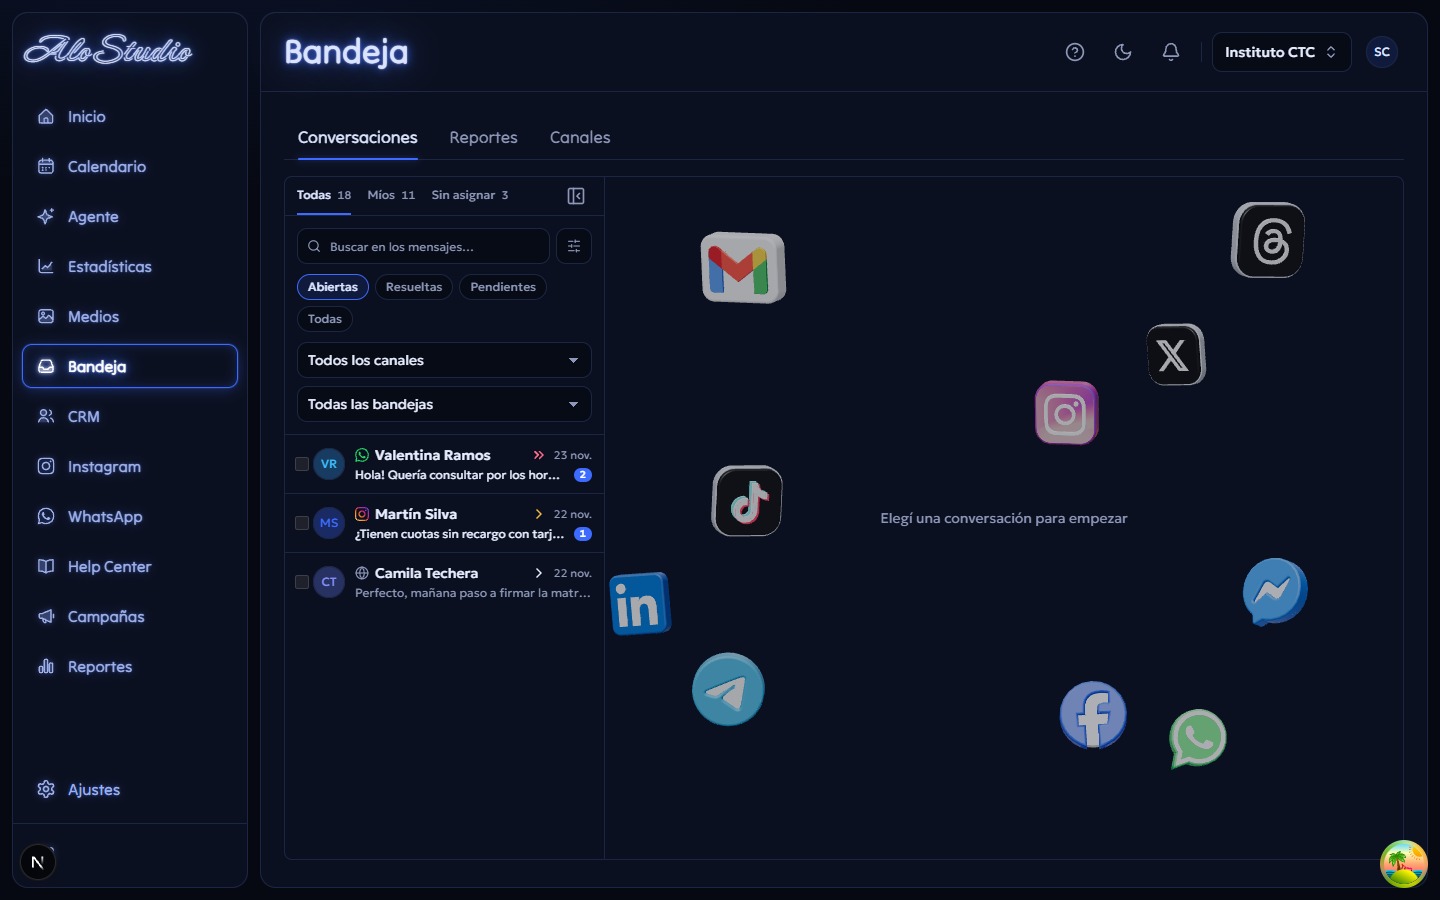 Alo Studio
Inicio
Calendario
Agente
Estadísticas
Medios
Bandeja
CRM
Instagram
WhatsApp
Help Center
Campañas
Reportes
Ajustes
N
Bandeja
Instituto CTC
SC
Conversaciones
Reportes
Canales
Todas 18
Míos 11
Sin asignar 3
Buscar en los mensajes...
Abiertas
Resueltas
Pendientes
Todas
Todos los canales
Todas las bandejas
VR
Valentina Ramos
23 nov.
Hola! Quería consultar por los hor...
2
MS
Martín Silva
22 nov.
¿Tienen cuotas sin recargo con tarj...
1
CT
Camila Techera
22 nov.
Perfecto, mañana paso a firmar la matr...
Elegí una conversación para empezar
in